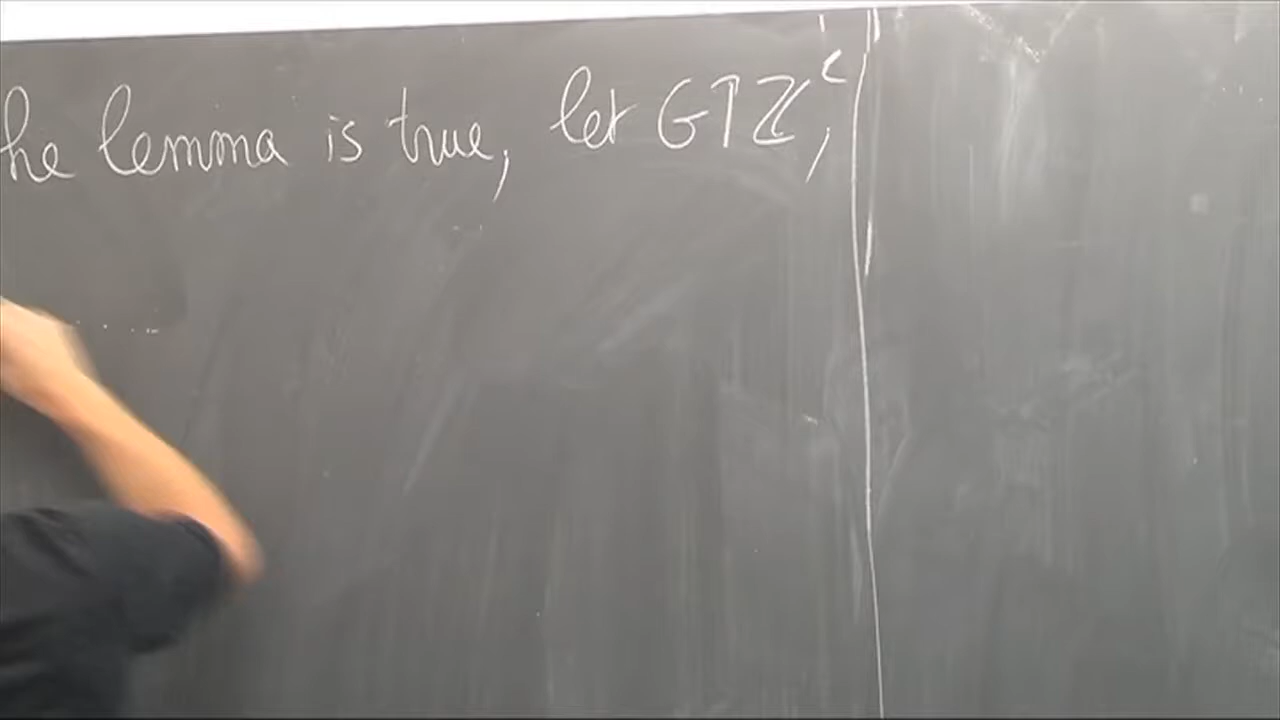 he lemma is true, let G↾ℤ^c,